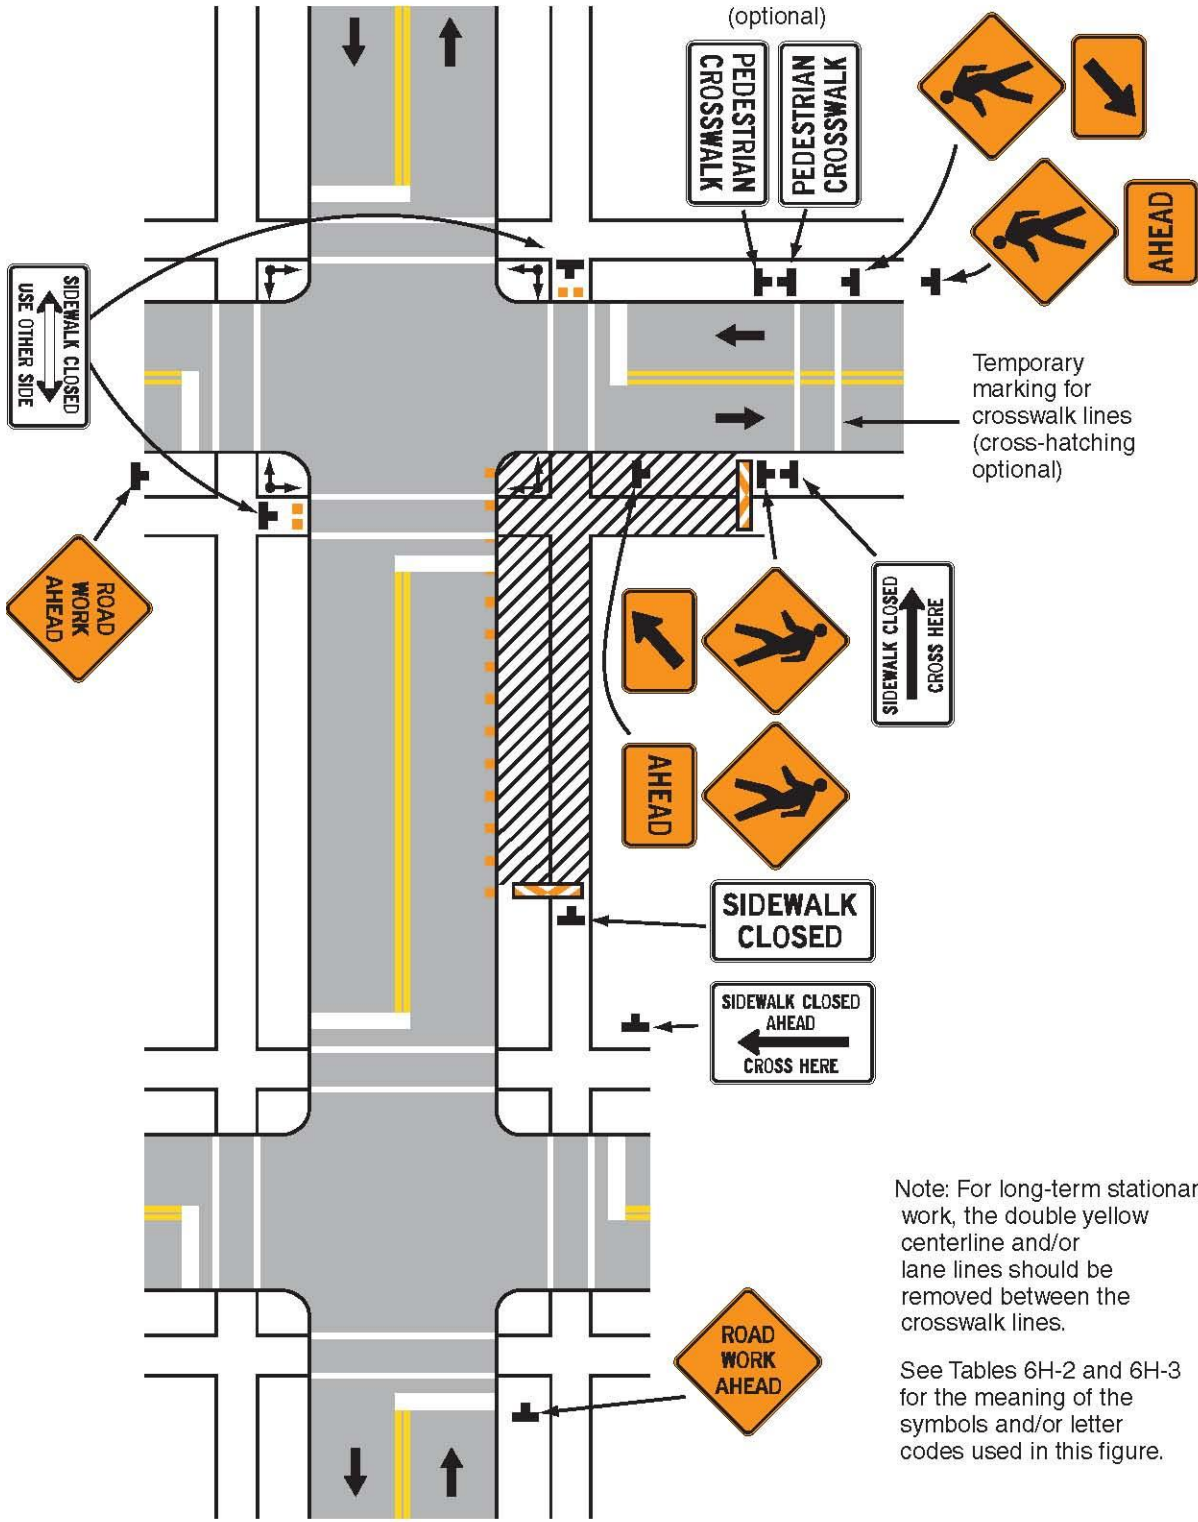 (optional)
PEDESTRIAN
CROSSWALK
PEDESTRIAN
CROSSWALK
AHEAD
SIDEWALK CLOSED
USE OTHER SIDE
Temporary
marking for
crosswalk lines
(cross-hatching
optional)
ROAD
WORK
AHEAD
SIDEWALK CLOSED
CROSS HERE
AHEAD
SIDEWALK
CLOSED
SIDEWALK CLOSED
AHEAD
CROSS HERE
Note: For long-term stationar
work, the double yellow
centerline and/or
lane lines should be
removed between the
crosswalk lines.
ROAD
WORK
AHEAD
See Tables 6H-2 and 6H-3
for the meaning of the
symbols and/or letter
codes used in this figure.